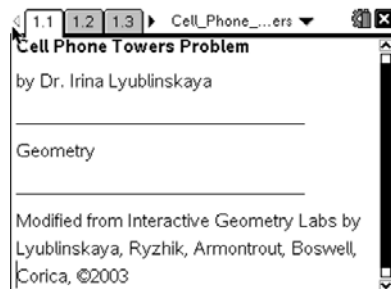 1.1 1.2 1.3 Cell_Phone_...ers
Cell Phone Towers Problem
by Dr. Irina Lyublinskaya
Geometry
Modified from Interactive Geometry Labs by
Lyublinskaya, Ryzhik, Armontrout, Boswell,
Corica, ©2003